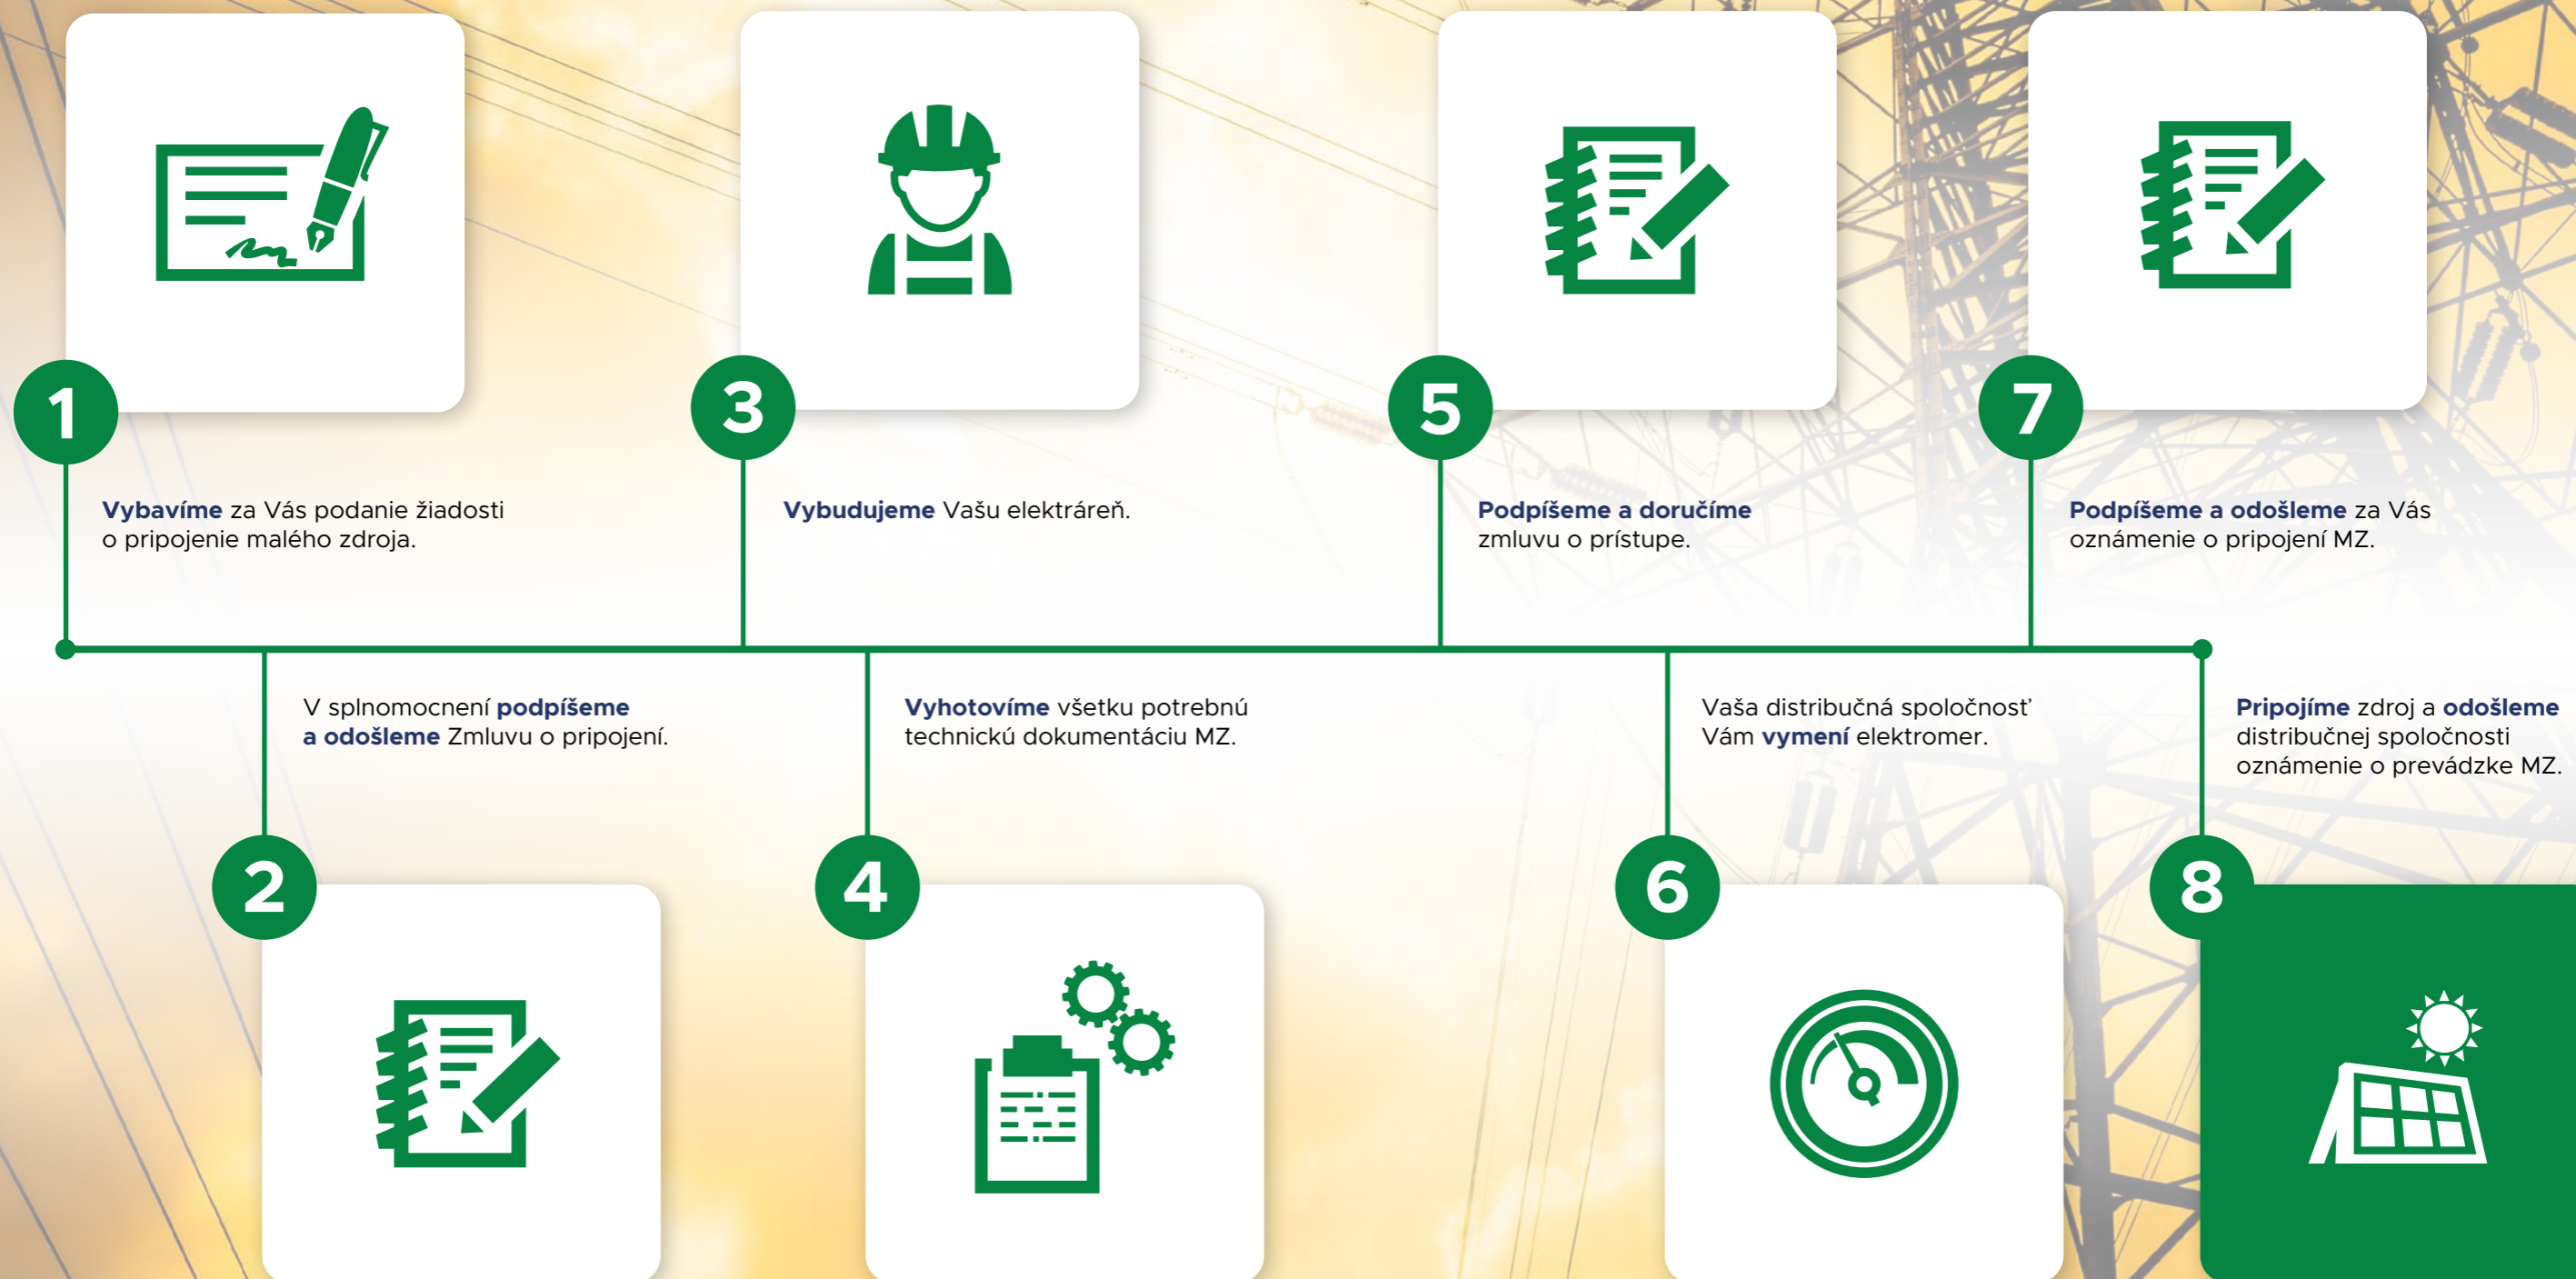 1
Vybavíme za Vás podanie žiadosti
o pripojenie malého zdroja.
2
V splnomocnení podpíšeme
a odošleme Zmluvu o pripojení.
3
Vybudujeme Vašu elektráreň.
4
Vyhotovíme všetku potrebnú
technickú dokumentáciu MZ.
5
Podpíšeme a doručíme
zmluvu o prístupe.
6
Vaša distribučná spoločnosť
Vám vymení elektromer.
7
Podpíšeme a odošleme za Vás
oznámenie o pripojení MZ.
8
Pripojíme zdroj a odošleme
distribučnej spoločnosti
oznámenie o prevádzke MZ.